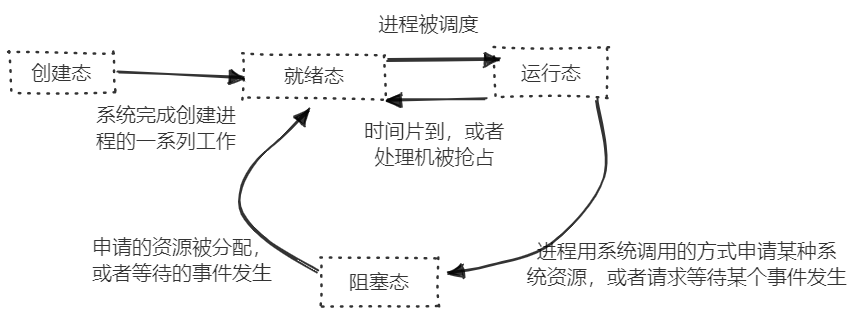 进程被调度
创建态
就绪态
运行态
系统完成创建进
程的一系列工作
时间片到，或者
处理机被抢占
申请的资源被分配，
或者等待的事件发生
阻塞态
进程用系统调用的方式申请某种系
统资源，或者请求等待某个事件发生